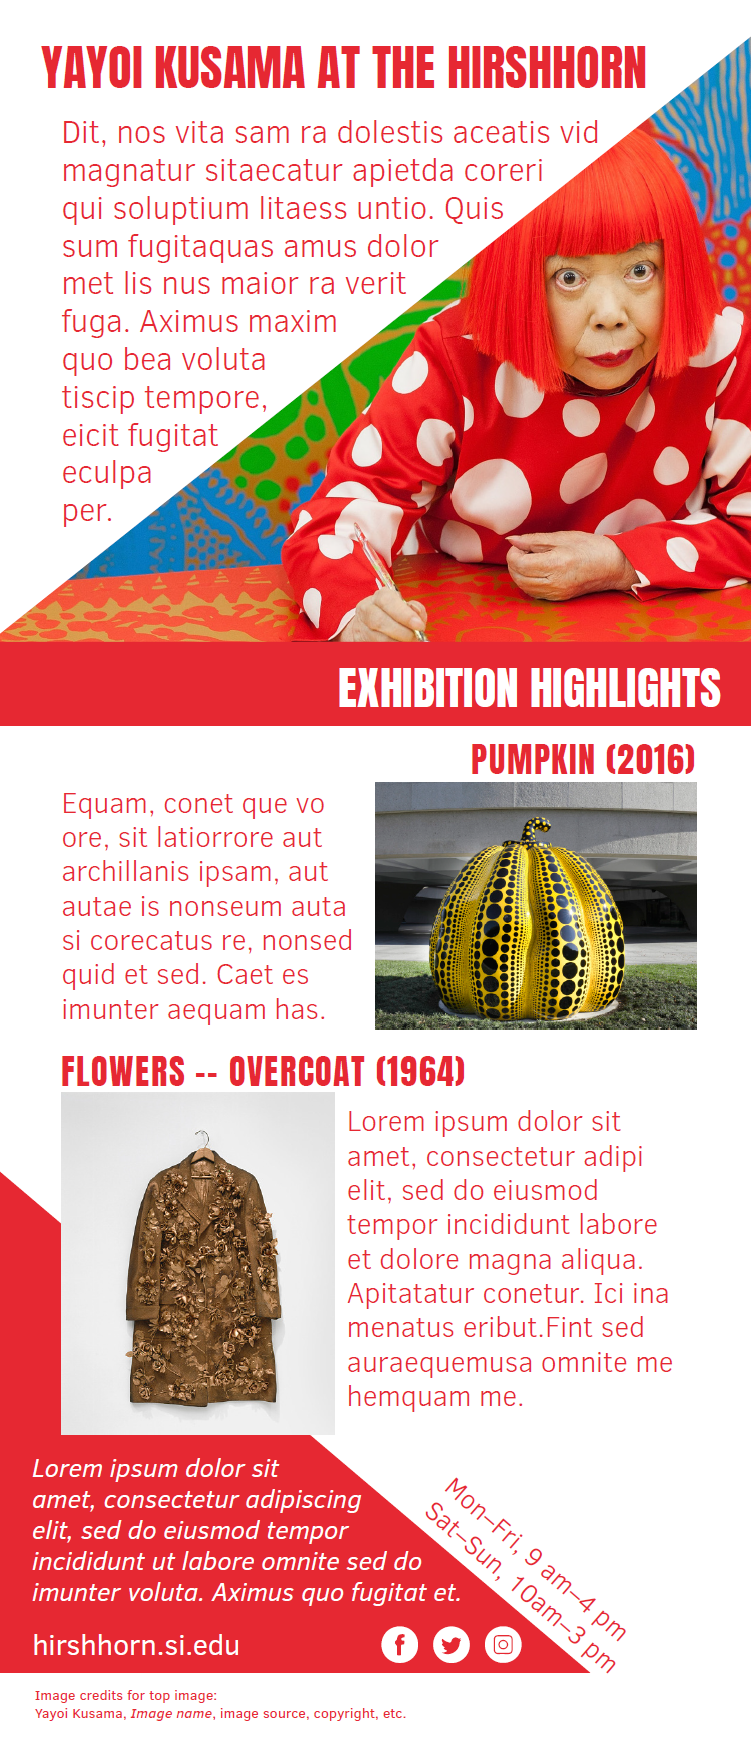 YAYOI KUSAMA AT THE HIRSHHORN
Dit, nos vita sam ra dolestis aceatis vid
magnatur sitaecatur apietda coreri
qui soluptium litaess untio. Quis
sum fugitaquas amus dolor
met lis nus maior ra verit
fuga. Aximus maxim
quo bea voluta
tiscip tempore,
eicit fugitat
eculpa
per.
EXHIBITION HIGHLIGHTS
PUMPKIN (2016)
Equam, conet que vo
ore, sit latiorrore aut
archillanis ipsam, aut
autae is nonseum auta
si corecatus re, nonsed
quid et sed. Caet es
imunter aequam has.
FLOWERS -- OVERCOAT (1964)
Lorem ipsum dolor sit
amet, consectetur adipi
elit, sed do eiusmod
tempor incididunt labore
et dolore magna aliqua.
Apitatatur conetur. Ici ina
menatus eribut.Fint sed
auraequemusa omnite me
hemquam me.
Lorem ipsum dolor sit
amet, consectetur adipiscing
elit, sed do eiusmod tempor
incididunt ut labore omnite sed do
imunter voluta. Aximus quo fugitat et.
Mon–Fri, 9 am–4 pm
Sat–Sun, 10am–3 pm
hirshhorn.si.edu
Image credits for top image:
Yayoi Kusama, Image name, image source, copyright, etc.